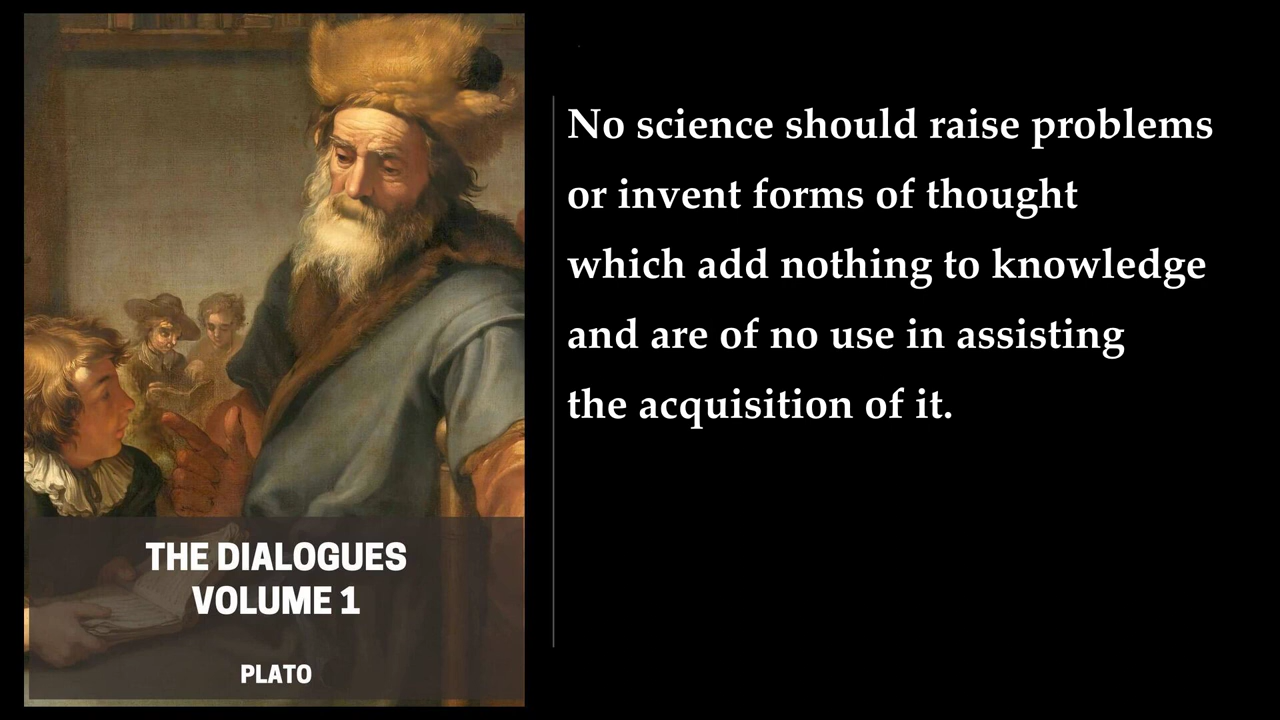 THE DIALOGUES
VOLUME 1
PLATO
No science should raise problems
or invent forms of thought
which add nothing to knowledge
and are of no use in assisting
the acquisition of it.